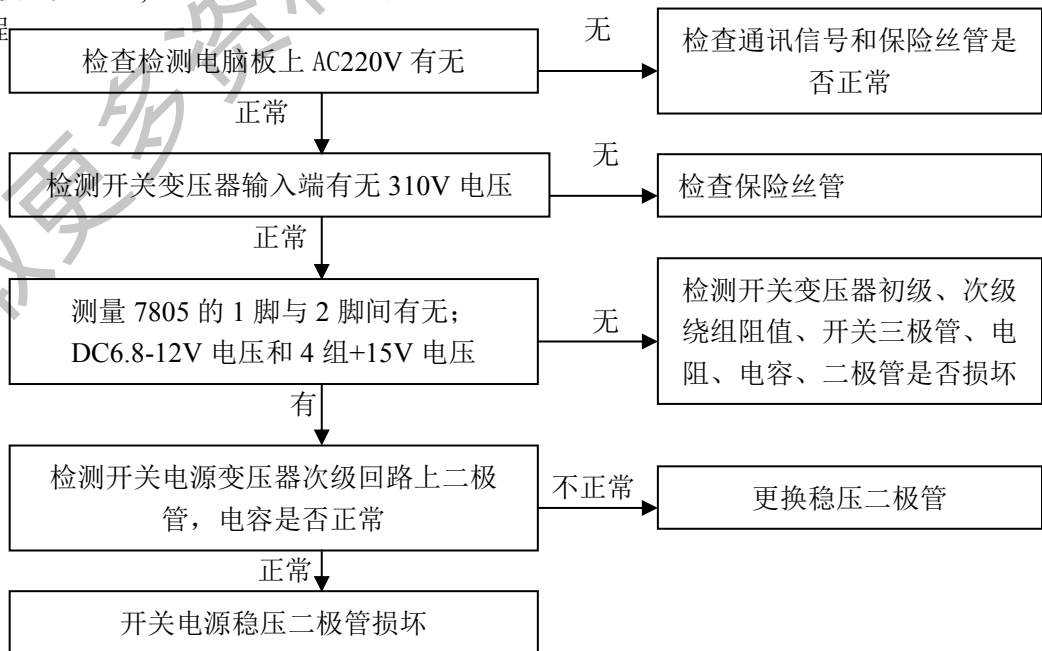 程
无
检查检测电脑板上 AC220V 有无
检查通讯信号和保险丝管是
否正常
正常
无
检测开关变压器输入端有无 310V 电压
检查保险丝管
正常
测量 7805 的 1 脚与 2 脚间有无；
DC6.8-12V 电压和 4 组+15V 电压
无
检测开关变压器初级、次级
绕组阻值、开关三极管、电
阻、电容、二极管是否损坏
有
检测开关电源变压器次级回路上二极
管，电容是否正常
不正常
更换稳压二极管
正常
开关电源稳压二极管损坏
更多资